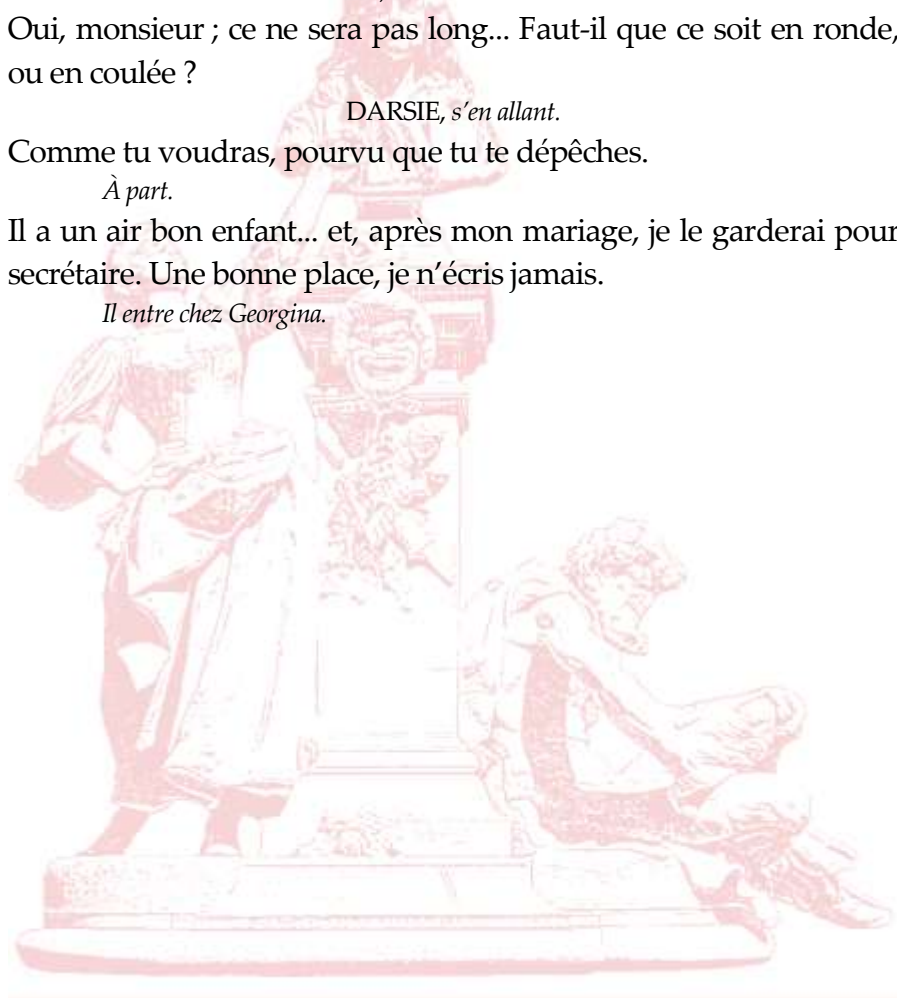 Oui, monsieur ; ce ne sera pas long... Faut-il que ce soit en ronde,
ou en coulée ?
DARSIE, s’en allant.
Comme tu voudras, pourvu que tu te dépêches.
À part.
Il a un air bon enfant... et, après mon mariage, je le garderai pour
secrétaire. Une bonne place, je n’écris jamais.
Il entre chez Georgina.